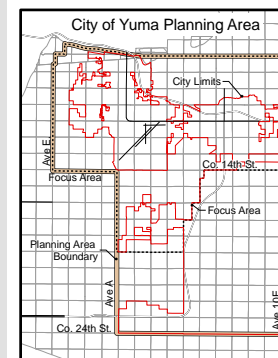 City of Yuma Planning Area
City Limits
Ave E
Co. 14th St.
Focus Area
Focus Area
Planning Area
Boundary
Ave A
Ave 10E
Co. 24th St.